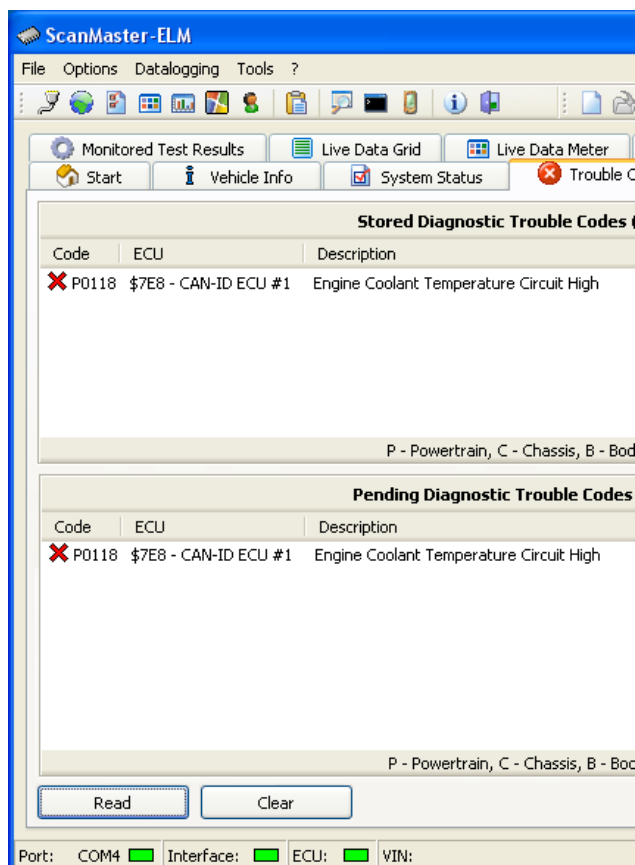 ScanMaster-ELM
File Options Datalogging Tools ?
Monitored Test Results Live Data Grid Live Data Meter
Start Vehicle Info System Status Trouble C
Stored Diagnostic Trouble Codes (
Code ECU Description
P0118 $7E8 - CAN-ID ECU #1 Engine Coolant Temperature Circuit High
P - Powertrain, C - Chassis, B - Bod
Pending Diagnostic Trouble Codes
Code ECU Description
P0118 $7E8 - CAN-ID ECU #1 Engine Coolant Temperature Circuit High
P - Powertrain, C - Chassis, B - Bod
Read Clear
Port: COM4 Interface: ECU: VIN: